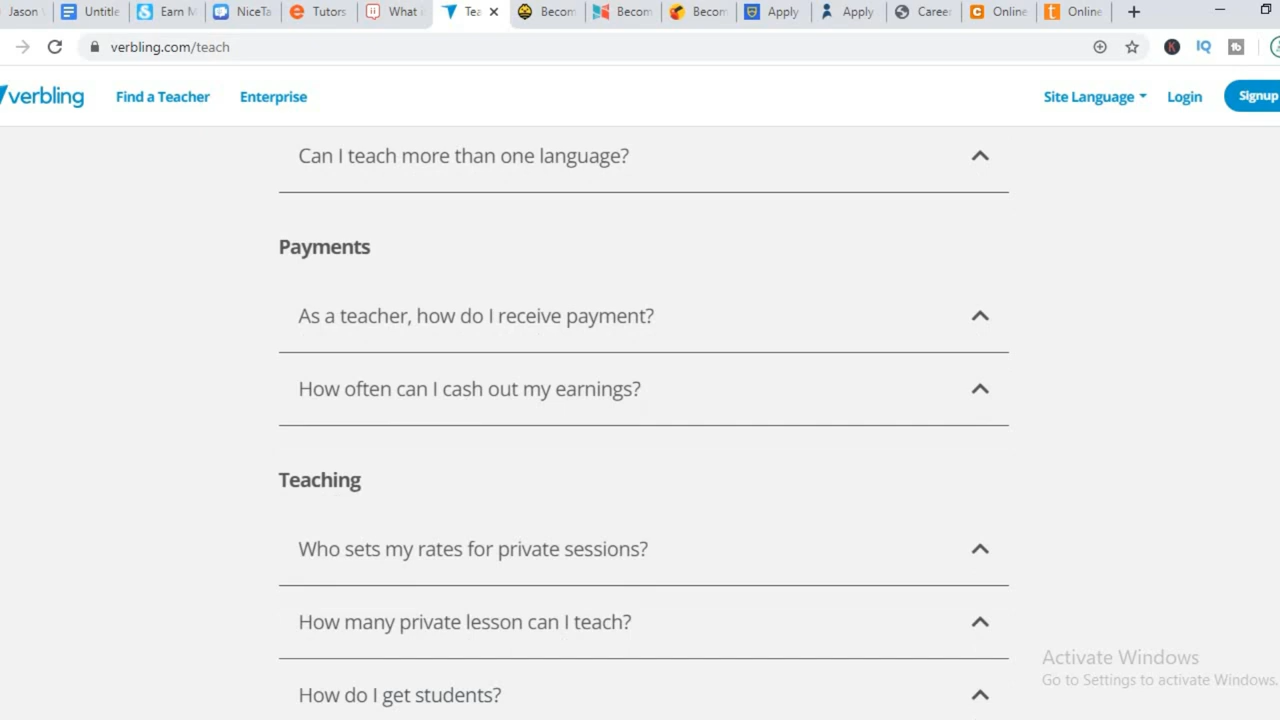 Jason
Untitle
Earn M
NiceTa
Tutors
What
Tea
Becom
Becom
Becom
Apply
Apply
Career
Online
Online
verbling.com/teach
IQ
verbling
Find a Teacher
Enterprise
Site Language
Login
Signup
Can I teach more than one language?
Payments
As a teacher, how do I receive payment?
How often can I cash out my earnings?
Teaching
Who sets my rates for private sessions?
How many private lesson can I teach?
How do I get students?
Activate Windows
Go to Settings to activate Windows.